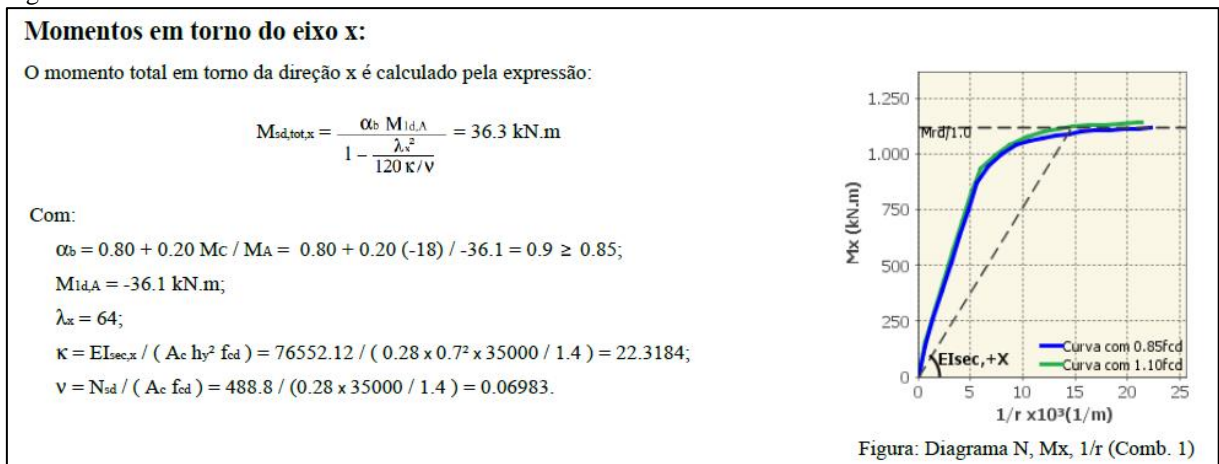 Momentos em torno do eixo x:
O momento total em torno da direção x é calculado pela expressão:
Msd,tot,x = αb M1d,A / (1 − λx² / (120 κ/ν)) = 36.3 kN.m
Com:
αb = 0.80 + 0.20 MC / MA = 0.80 + 0.20 (-18) / -36.1 = 0.9 ≥ 0.85;
M1d,A = -36.1 kN.m;
λx = 64;
κ = EIsec,x / ( Ac hy² fcd ) = 76552.12 / ( 0.28 x 0.7² x 35000 / 1.4 ) = 22.3184;
ν = Nsd / ( Ac fcd ) = 488.8 / (0.28 x 35000 / 1.4 ) = 0.06983.
Mx (kN.m)
1.250
1.000
750
500
250
0
Mrd/1.0
EIsec,+X
Curva com 0.85fcd
Curva com 1.10fcd
0 5 10 15 20 25
1/r x10³(1/m)
Figura: Diagrama N, Mx, 1/r (Comb. 1)